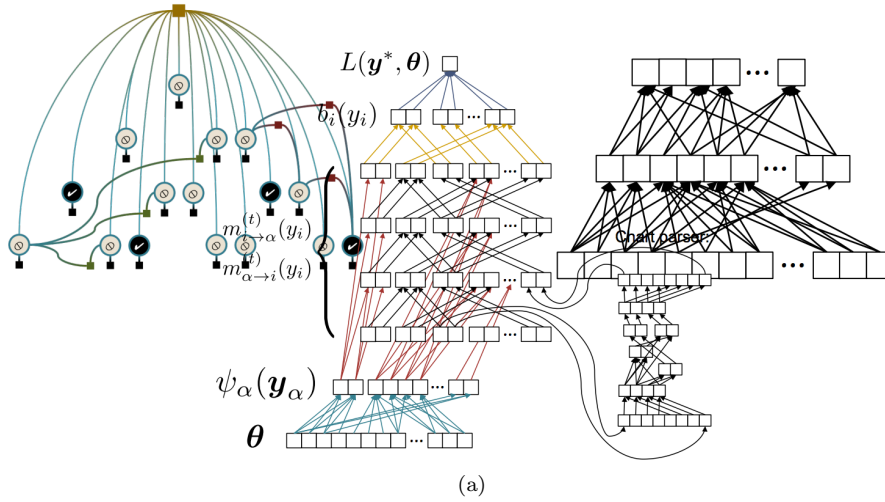 L(y*, θ)
b_i(y_i)
m^{(t)}_{i→α}(y_i)
m^{(t)}_{α→i}(y_i)
Chart parser:
ψ_α(y_α)
θ
(a)